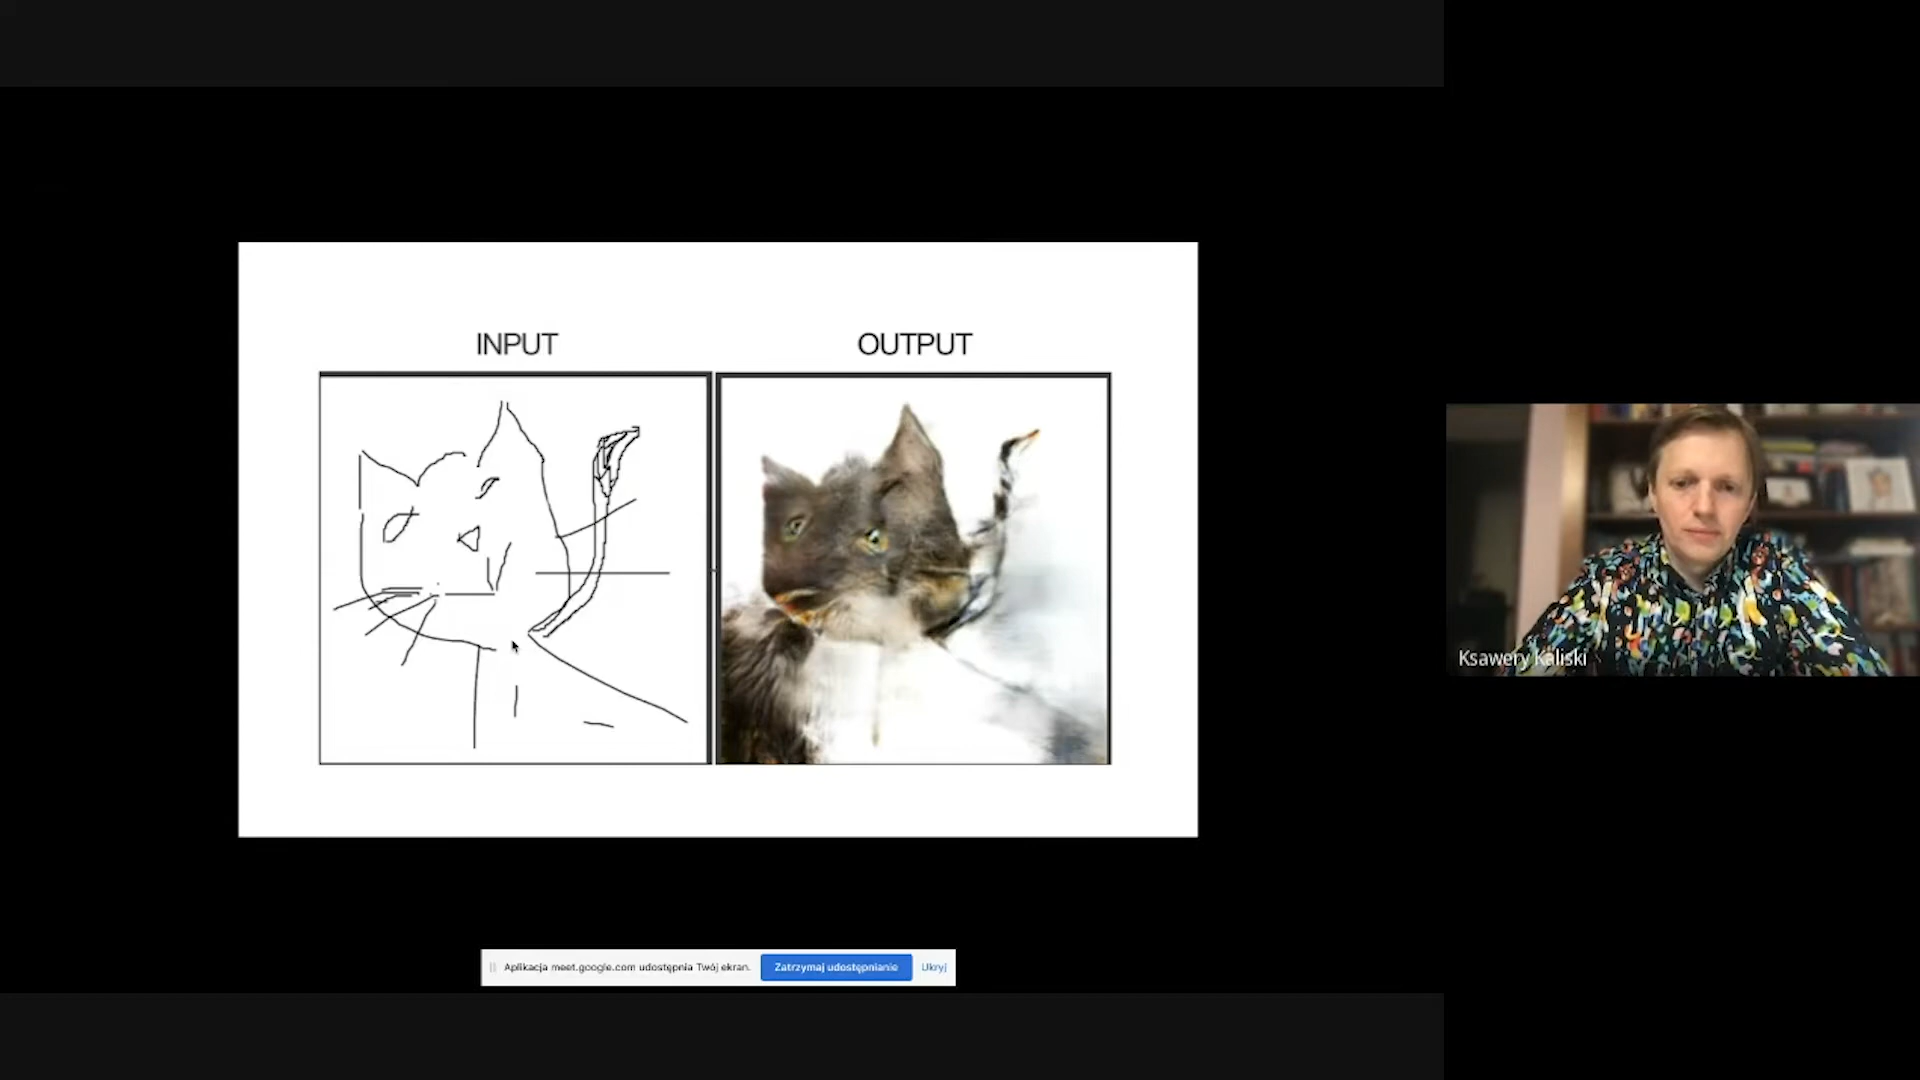 INPUT
OUTPUT
Ksawery Kaliski
Aplikacja meet.google.com udostępnia Twój ekran.
Zatrzymaj udostępnianie
Ukryj